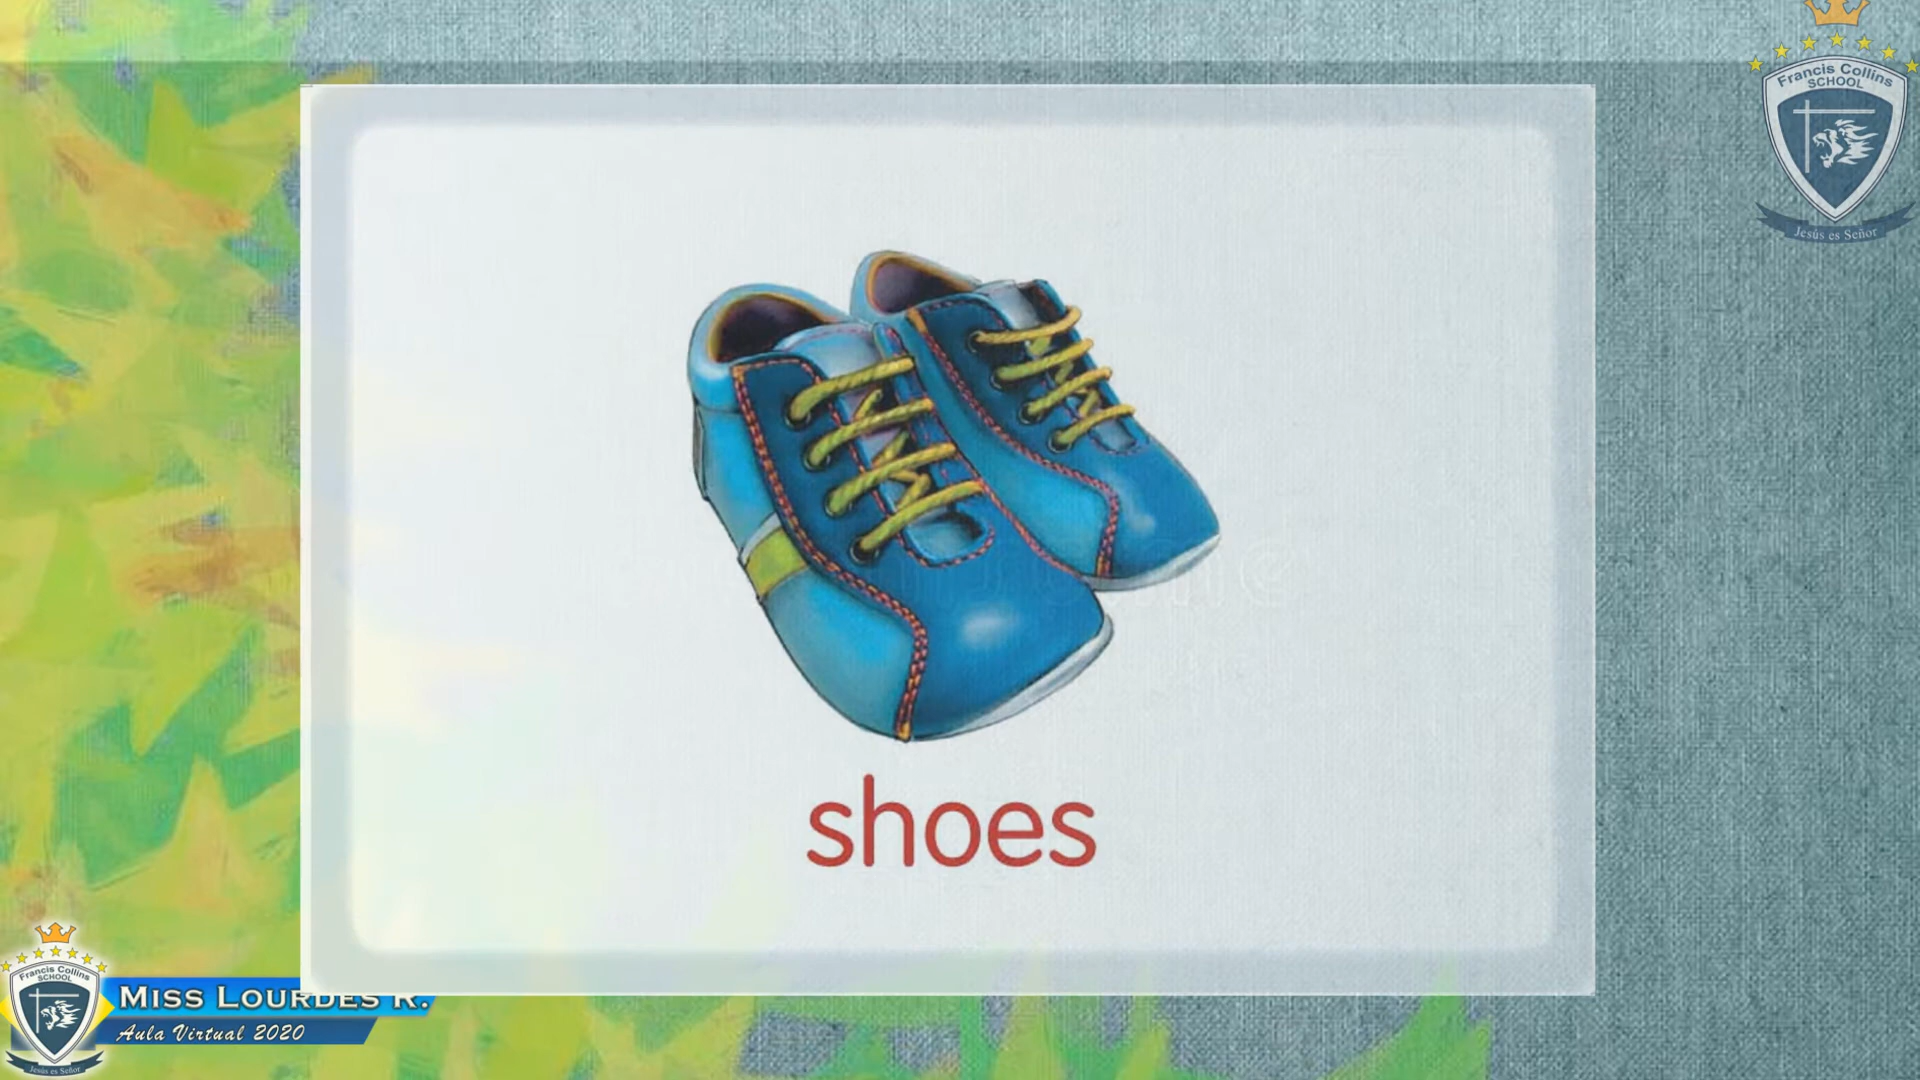 Francis Collins
SCHOOL
Jesús es Señor
shoes
Francis Collins
SCHOOL
MISS LOURDES R.
Aula Virtual 2020
Jesús es Señor